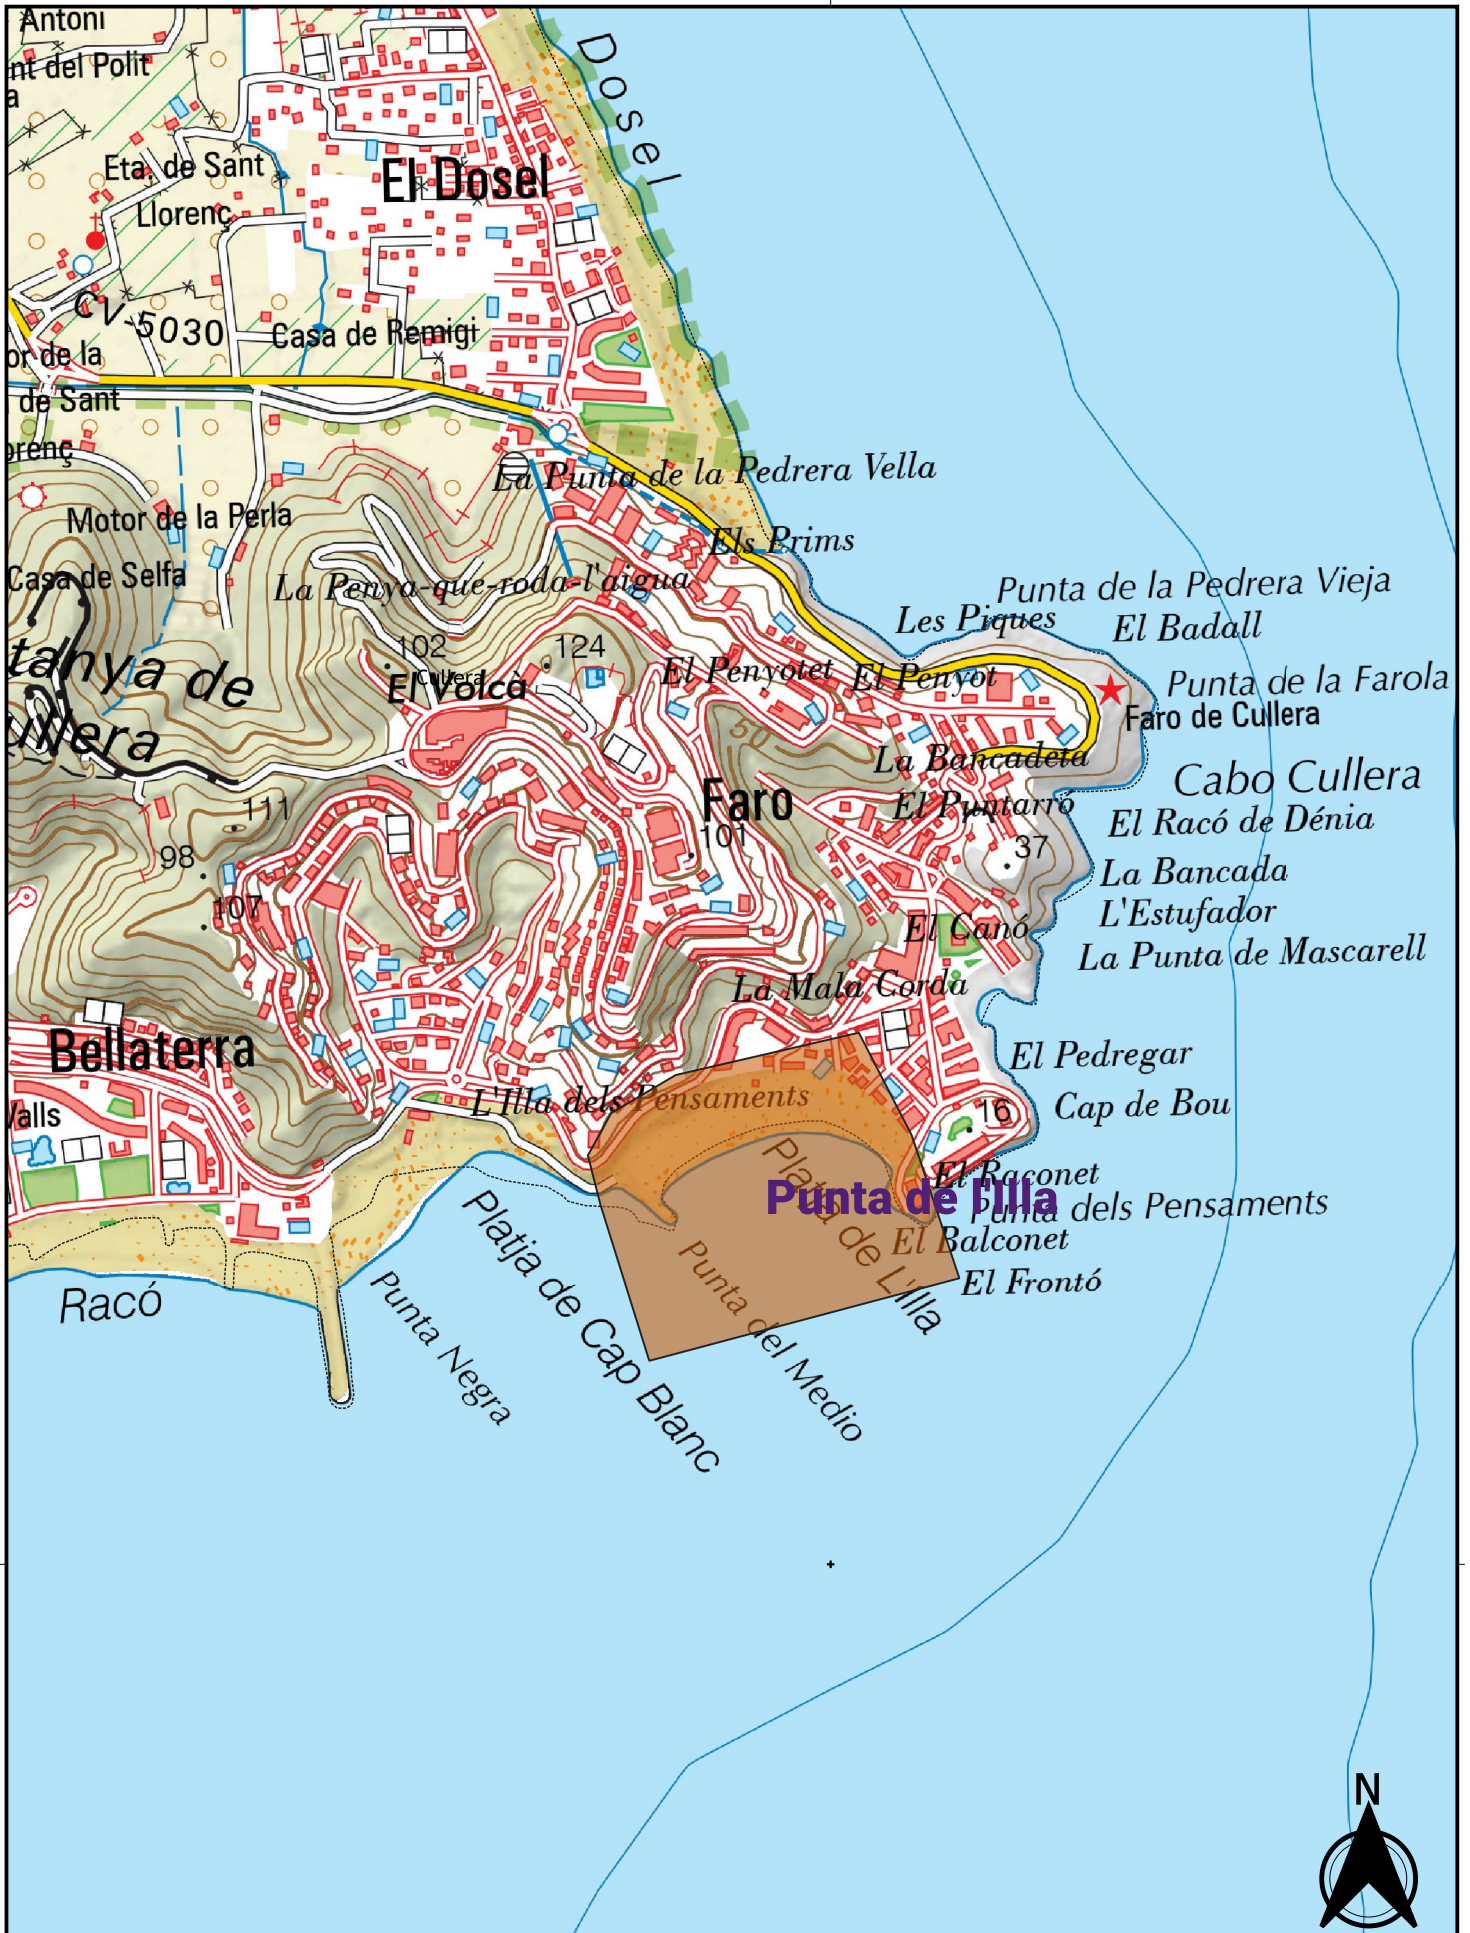 Antoni
Dosel
nt del Polit
a
Eta. de Sant
El Dosel
Llorenç
CV-5030
Casa de Remigi
or de la
de Sant
orenç
La Punta de la Pedrera Vella
Motor de la Perla
Els Prims
Casa de Selfa
La Penya-que-roda-l'aigua
Punta de la Pedrera Vieja
Les Piques
El Badall
102
124
tanya de
ullera
Cullera
El Volcà
El Penyotet
El Penyot
Punta de la Farola
Faro de Cullera
50
La Bancadeta
Cabo Cullera
Faro
El Puntarró
El Racó de Dénia
111
101
37
98
La Bancada
107
L'Estufador
El Canó
La Punta de Mascarell
La Mala Corda
Bellaterra
El Pedregar
L'Illa dels Pensaments
Cap de Bou
Valls
16
El Raconet
Punta de l'Illa
Punta dels Pensaments
Platja de L'Illa
El Balconet
El Frontó
Racó
Punta Negra
Platja de Cap Blanc
Punta del Medio
N